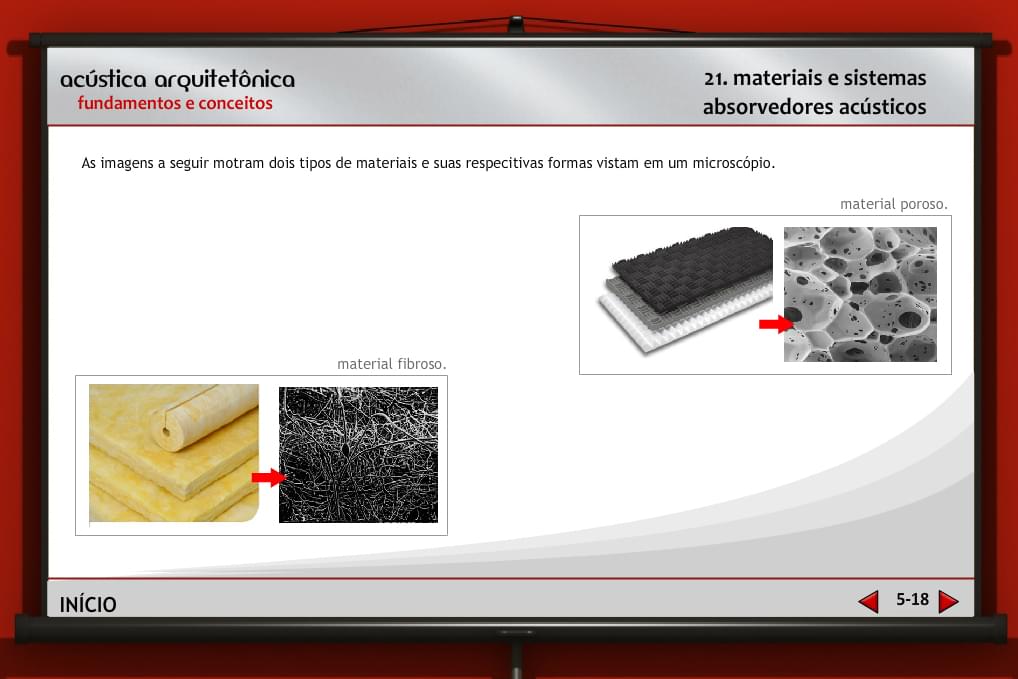 acústica arquitetônica
fundamentos e conceitos
21. materiais e sistemas
absorvedores acústicos
As imagens a seguir motram dois tipos de materiais e suas respecitivas formas vistam em um microscópio.
material poroso.
material fibroso.
INÍCIO
5-18